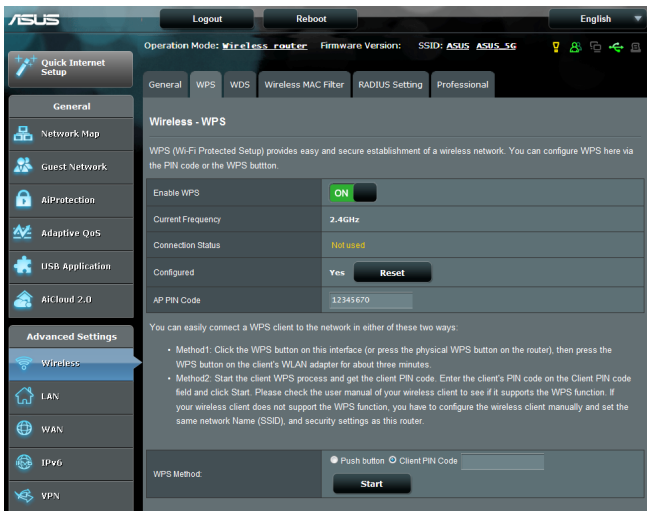 ASUS
Logout
Reboot
English
Operation Mode: Wireless router Firmware Version: SSID: ASUS ASUS_5G
Quick Internet
Setup
General
Network Map
Guest Network
AiProtection
Adaptive QoS
USB Application
AiCloud 2.0
Advanced Settings
Wireless
LAN
WAN
IPv6
VPN
General WPS WDS Wireless MAC Filter RADIUS Setting Professional
Wireless - WPS
WPS (Wi-Fi Protected Setup) provides easy and secure establishment of a wireless network. You can configure WPS here via
the PIN code or the WPS buttton.
Enable WPS ON
Current Frequency 2.4GHz
Connection Status Not used
Configured Yes Reset
AP PIN Code 12345670
You can easily connect a WPS client to the network in either of these two ways:
• Method1: Click the WPS button on this interface (or press the physical WPS button on the router), then press the
WPS button on the client's WLAN adapter for about three minutes.
• Method2: Start the client WPS process and get the client PIN code. Enter the client's PIN code on the Client PIN code
field and click Start. Please check the user manual of your wireless client to see if it supports the WPS function. If
your wireless client does not support the WPS function, you have to configure the wireless client manually and set the
same network Name (SSID), and security settings as this router.
WPS Method: Push button Client PIN Code
Start